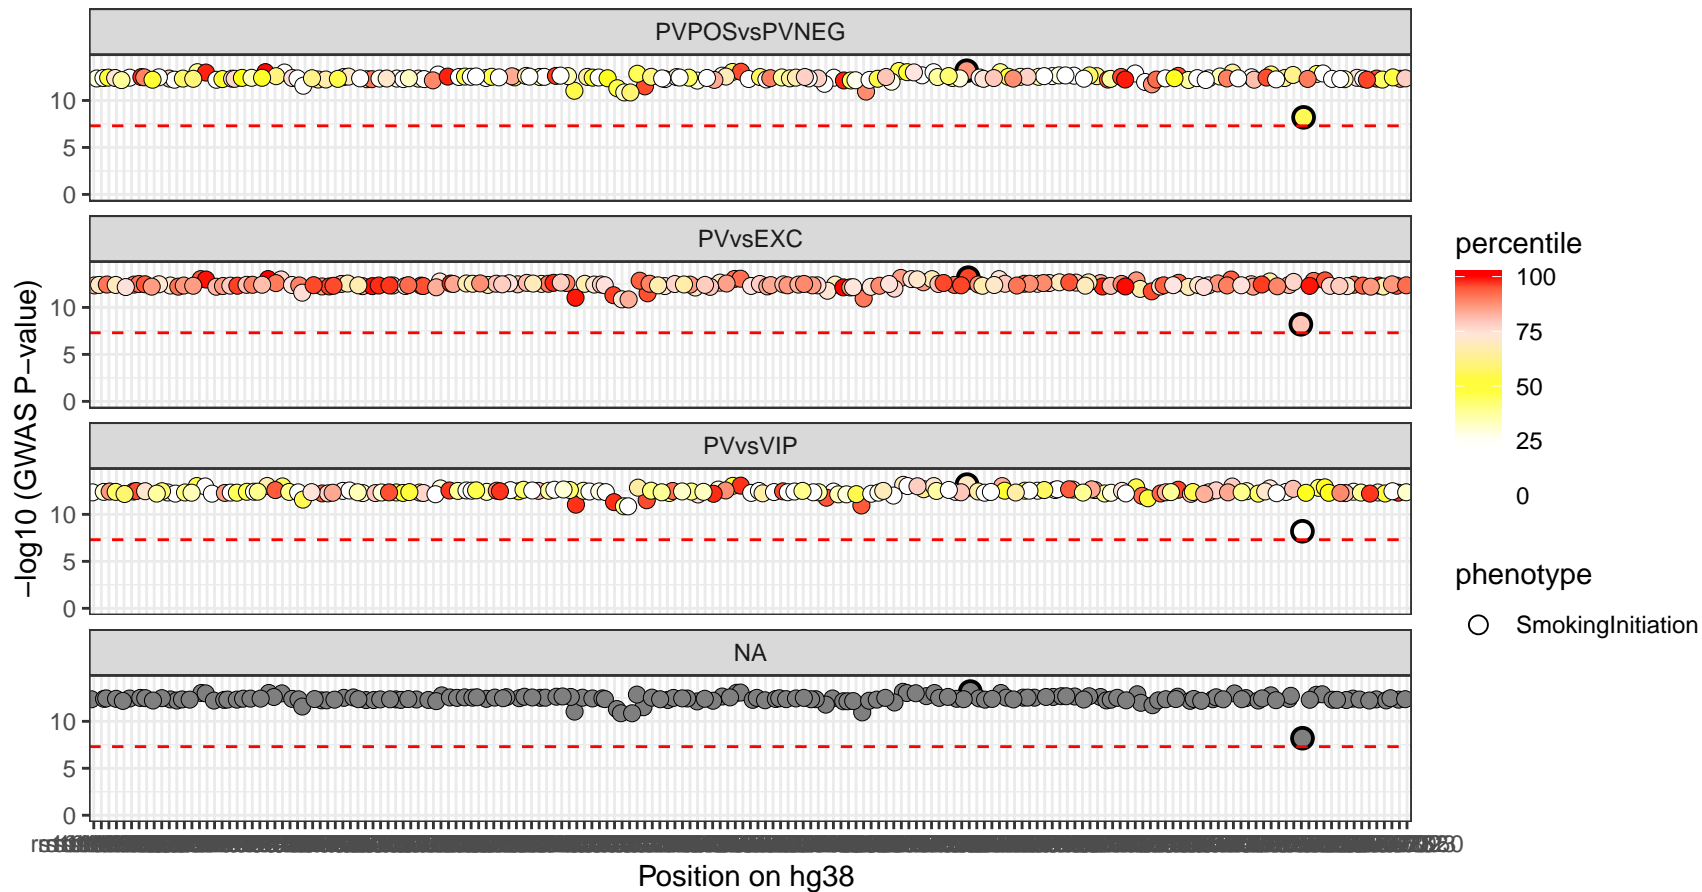 PVPOSvsPVNEG
10
5
0
PVvsEXC
10
5
0
PVvsVIP
10
5
0
NA
10
5
0
Position on hg38
−log10 (GWAS P−value)
percentile
100
75
50
25
0
phenotype
SmokingInitiation